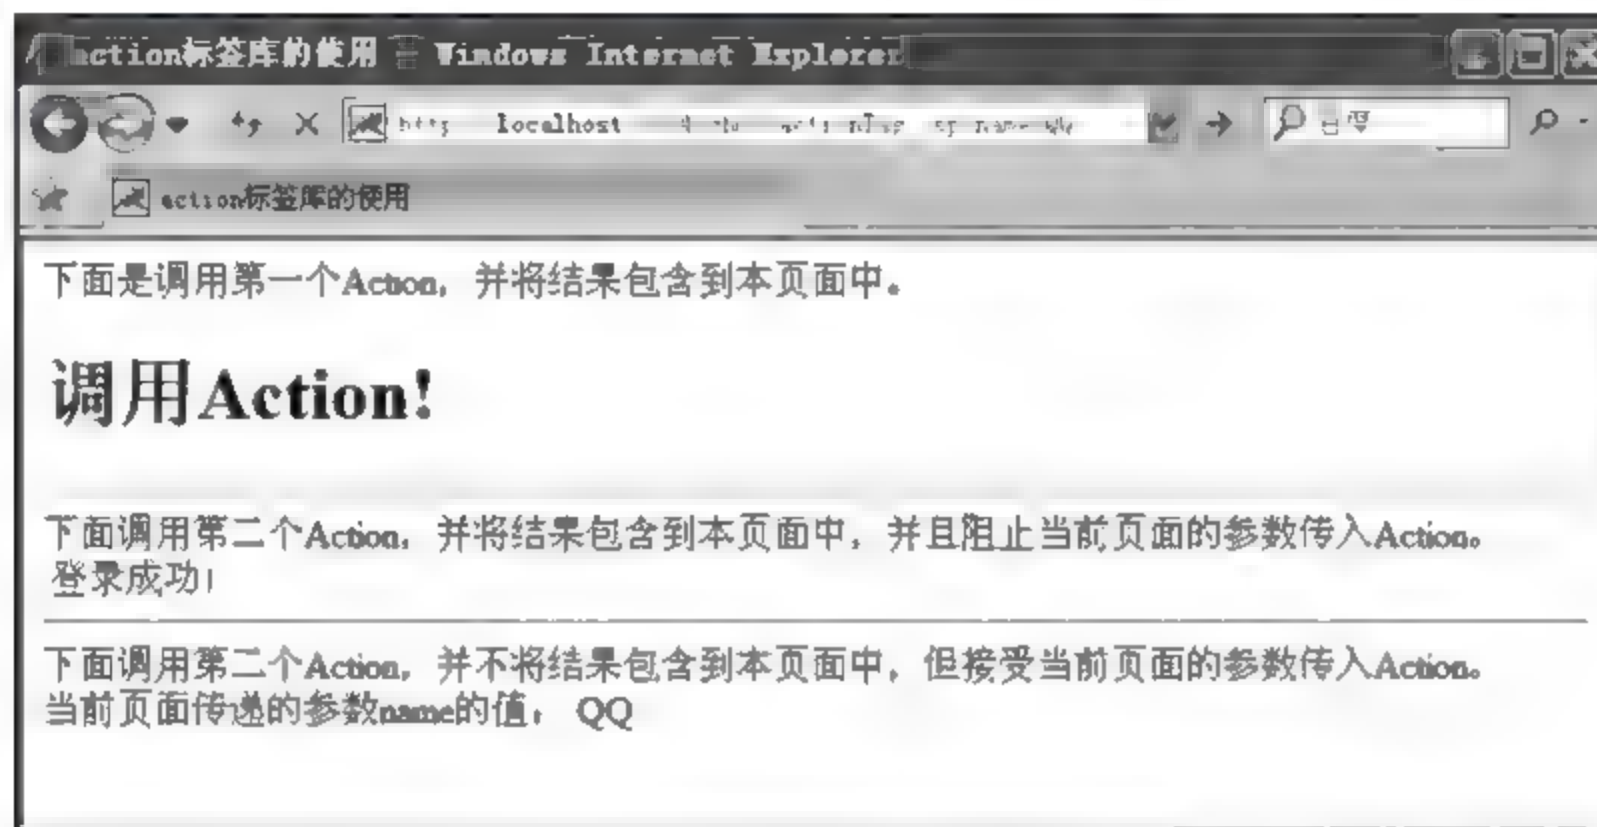 action标签库的使用 - Windows Internet Explorer
http localhost
action标签库的使用
下面是调用第一个Action，并将结果包含到本页面中。
调用Action!
下面调用第二个Action，并将结果包含到本页面中，并且阻止当前页面的参数传入Action。
登录成功!
下面调用第二个Action，并不将结果包含到本页面中，但接受当前页面的参数传入Action。
当前页面传递的参数name的值： QQ